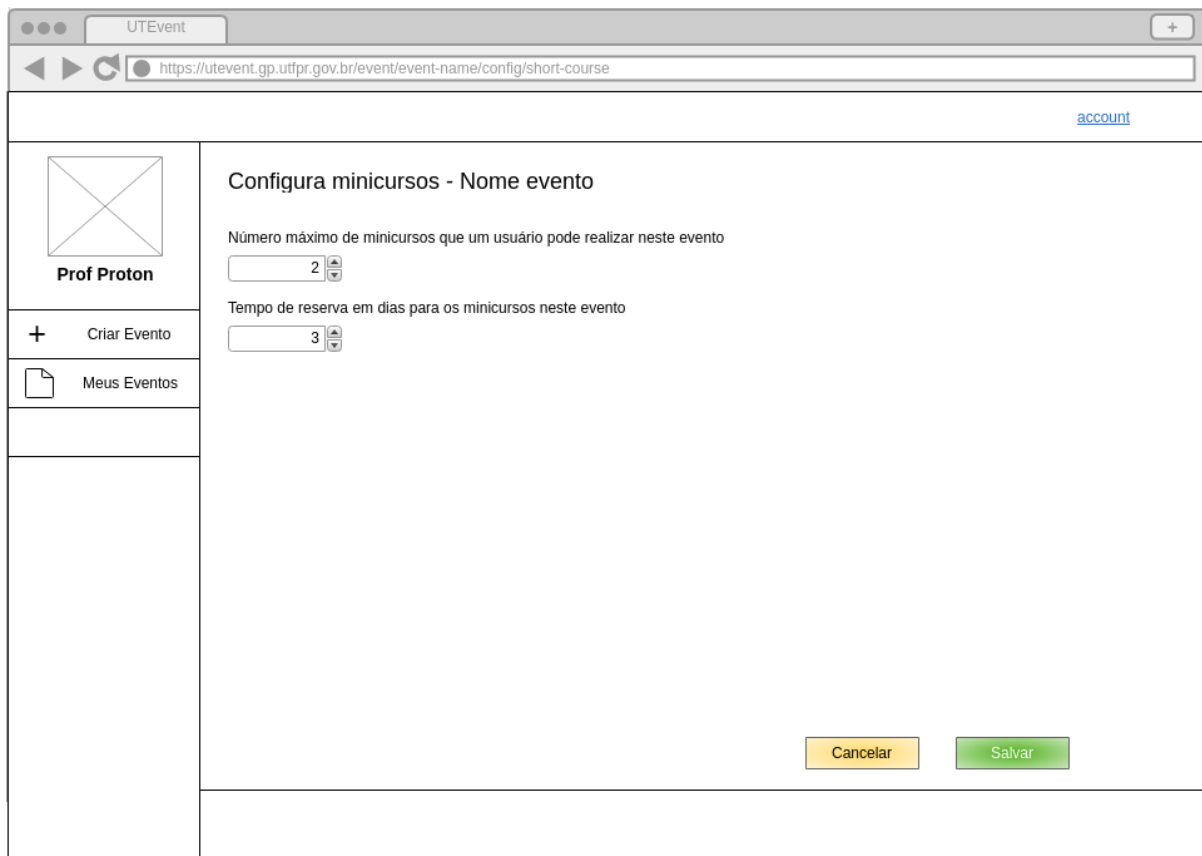 UTEvent
+
https://utevent.gp.utfpr.gov.br/event/event-name/config/short-course
account
Prof Proton
+ Criar Evento
Meus Eventos
Configura minicursos - Nome evento
Número máximo de minicursos que um usuário pode realizar neste evento
2
Tempo de reserva em dias para os minicursos neste evento
3
Cancelar
Salvar